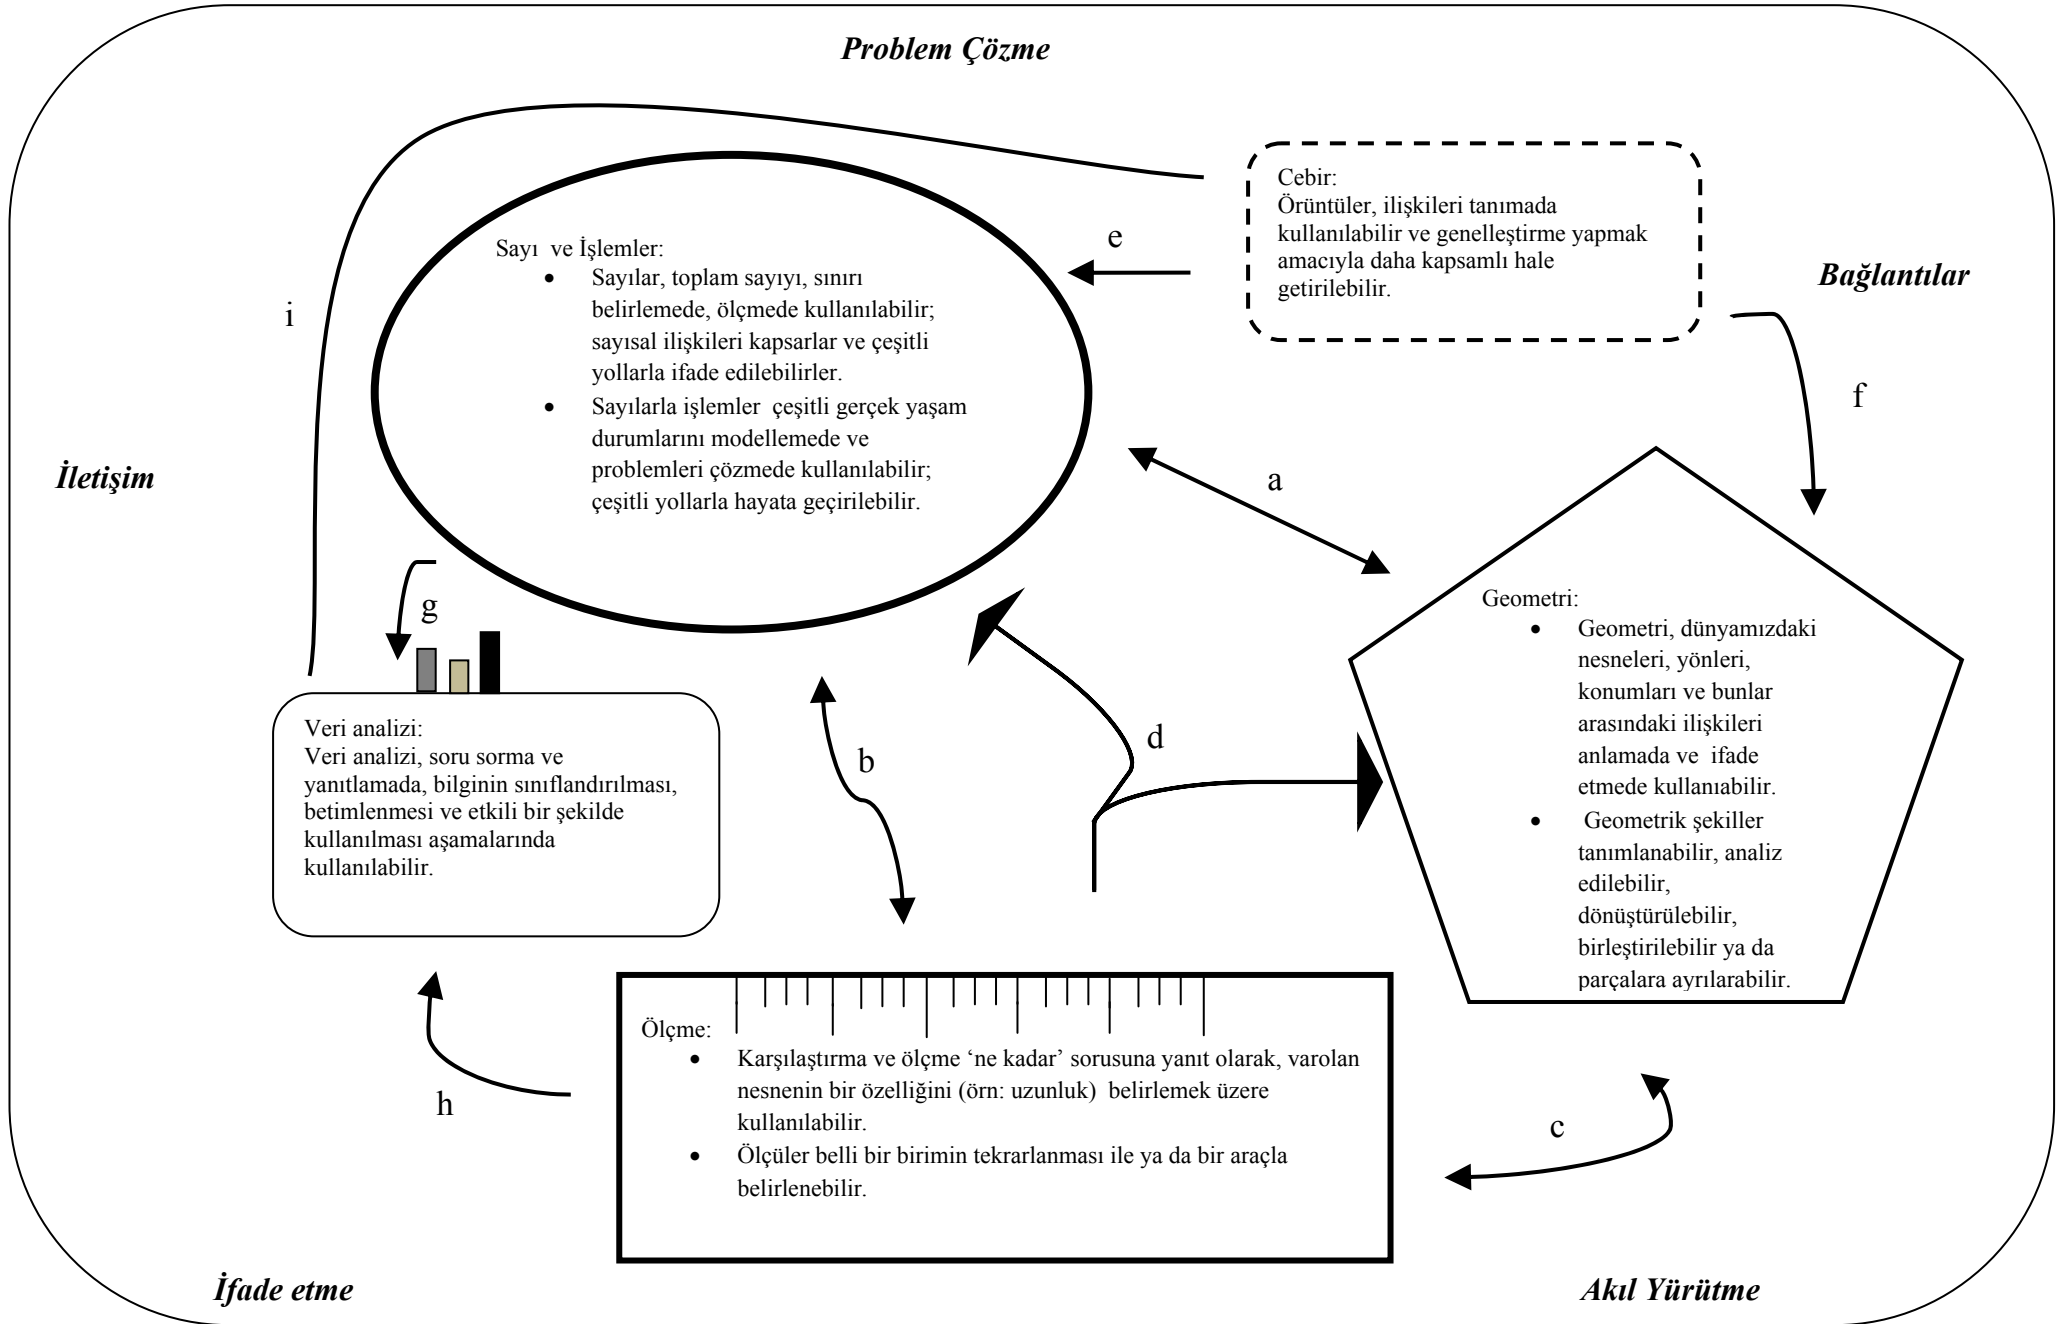 Problem Çözme
Cebir:
Örüntüler, ilişkileri tanımada
kullanılabilir ve genelleştirme yapmak
amacıyla daha kapsamlı hale
getirilebilir.
e
Sayı ve İşlemler:
• Sayılar, toplam sayıyı, sınırı
belirlemede, ölçmede kullanılabilir;
sayısal ilişkileri kapsarlar ve çeşitli
yollarla ifade edilebilirler.
• Sayılarla işlemler çeşitli gerçek yaşam
durumlarını modellemede ve
problemleri çözmede kullanılabilir;
çeşitli yollarla hayata geçirilebilir.
Bağlantılar
i
f
İletişim
a
g
Geometri:
• Geometri, dünyamızdaki
nesneleri, yönleri,
konumları ve bunlar
arasındaki ilişkileri
anlamada ve ifade
etmede kullanıabilir.
• Geometrik şekiller
tanımlanabilir, analiz
edilebilir,
dönüştürülebilir,
birleştirilebilir ya da
parçalara ayrılarabilir.
Veri analizi:
Veri analizi, soru sorma ve
yanıtlamada, bilginin sınıflandırılması,
betimlenmesi ve etkili bir şekilde
kullanılması aşamalarında
kullanılabilir.
b
d
Ölçme:
• Karşılaştırma ve ölçme ‘ne kadar’ sorusuna yanıt olarak, varolan
nesnenin bir özelliğini (örn: uzunluk) belirlemek üzere
kullanılabilir.
• Ölçüler belli bir birimin tekrarlanması ile ya da bir araçla
belirlenebilir.
h
c
İfade etme
Akıl Yürütme